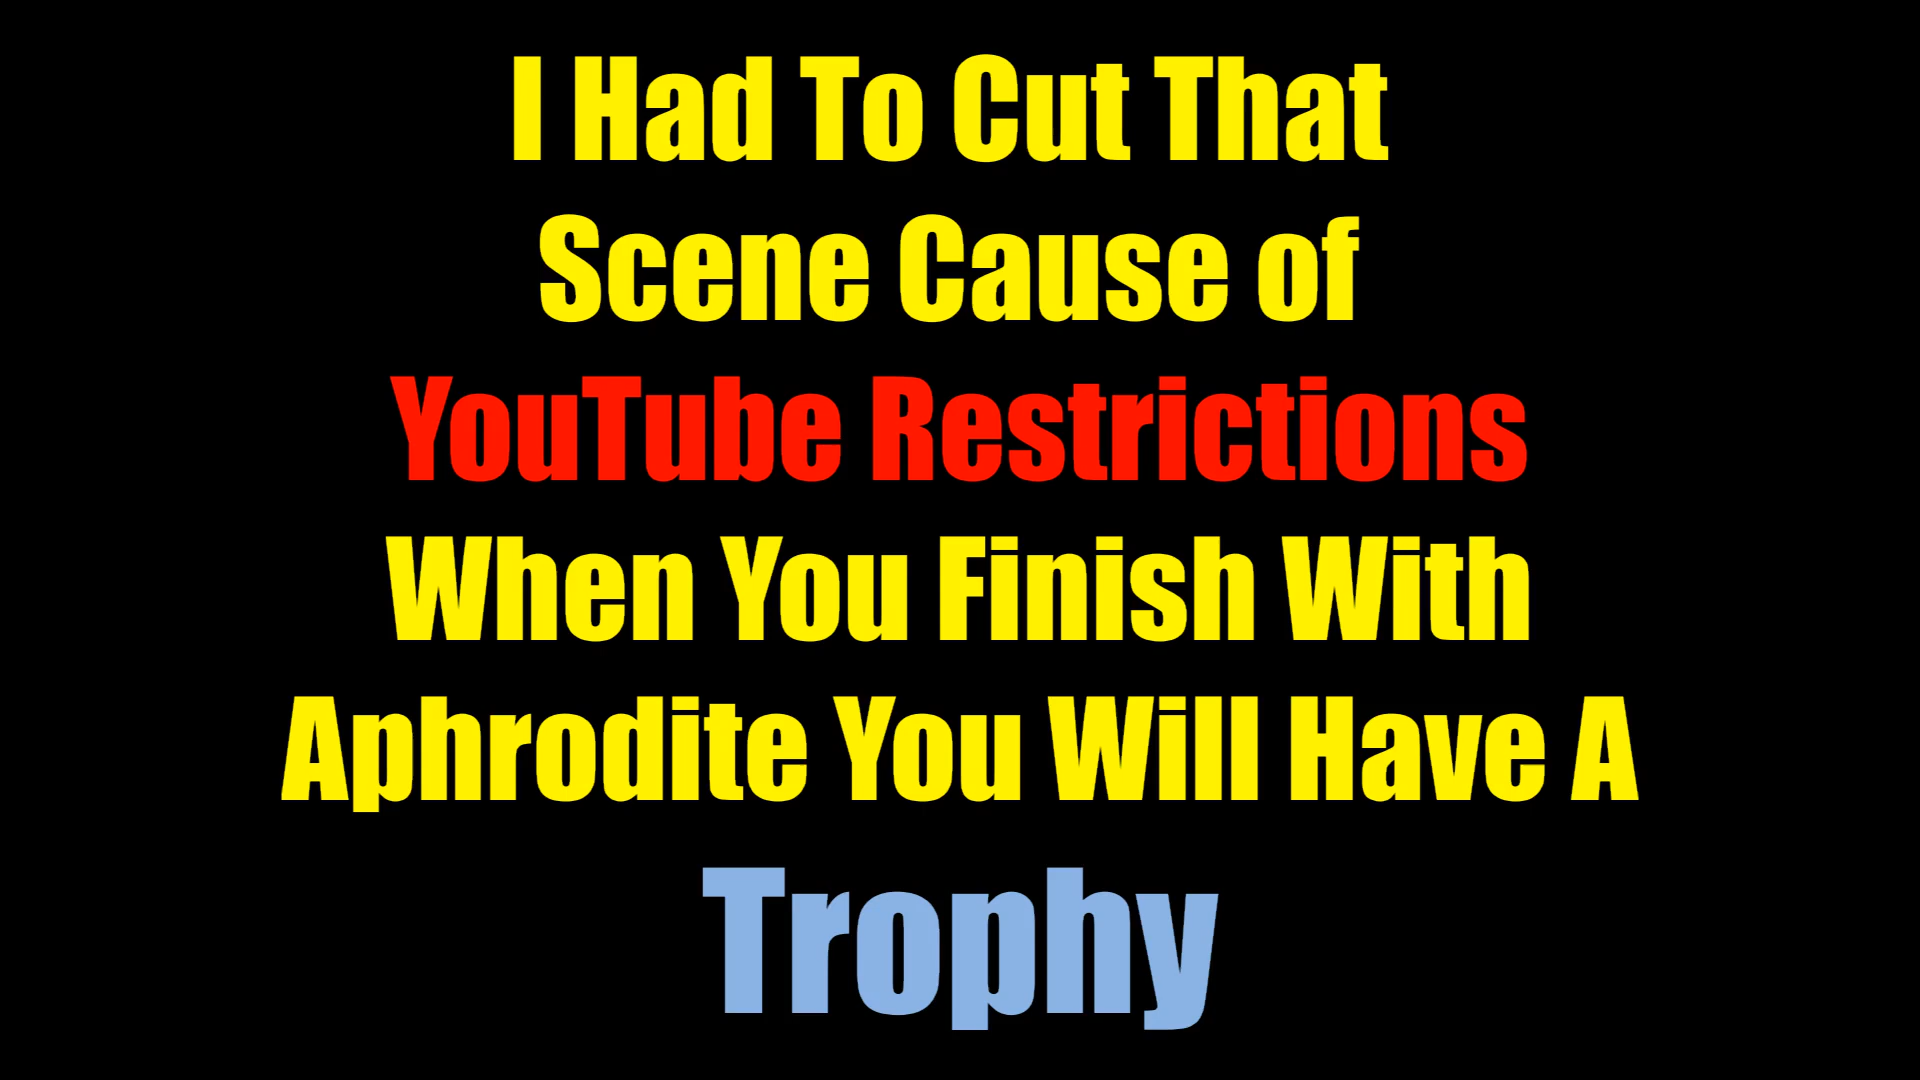 I Had To Cut That
Scene Cause of
YouTube Restrictions
When You Finish With
Aphrodite You Will Have A
Trophy